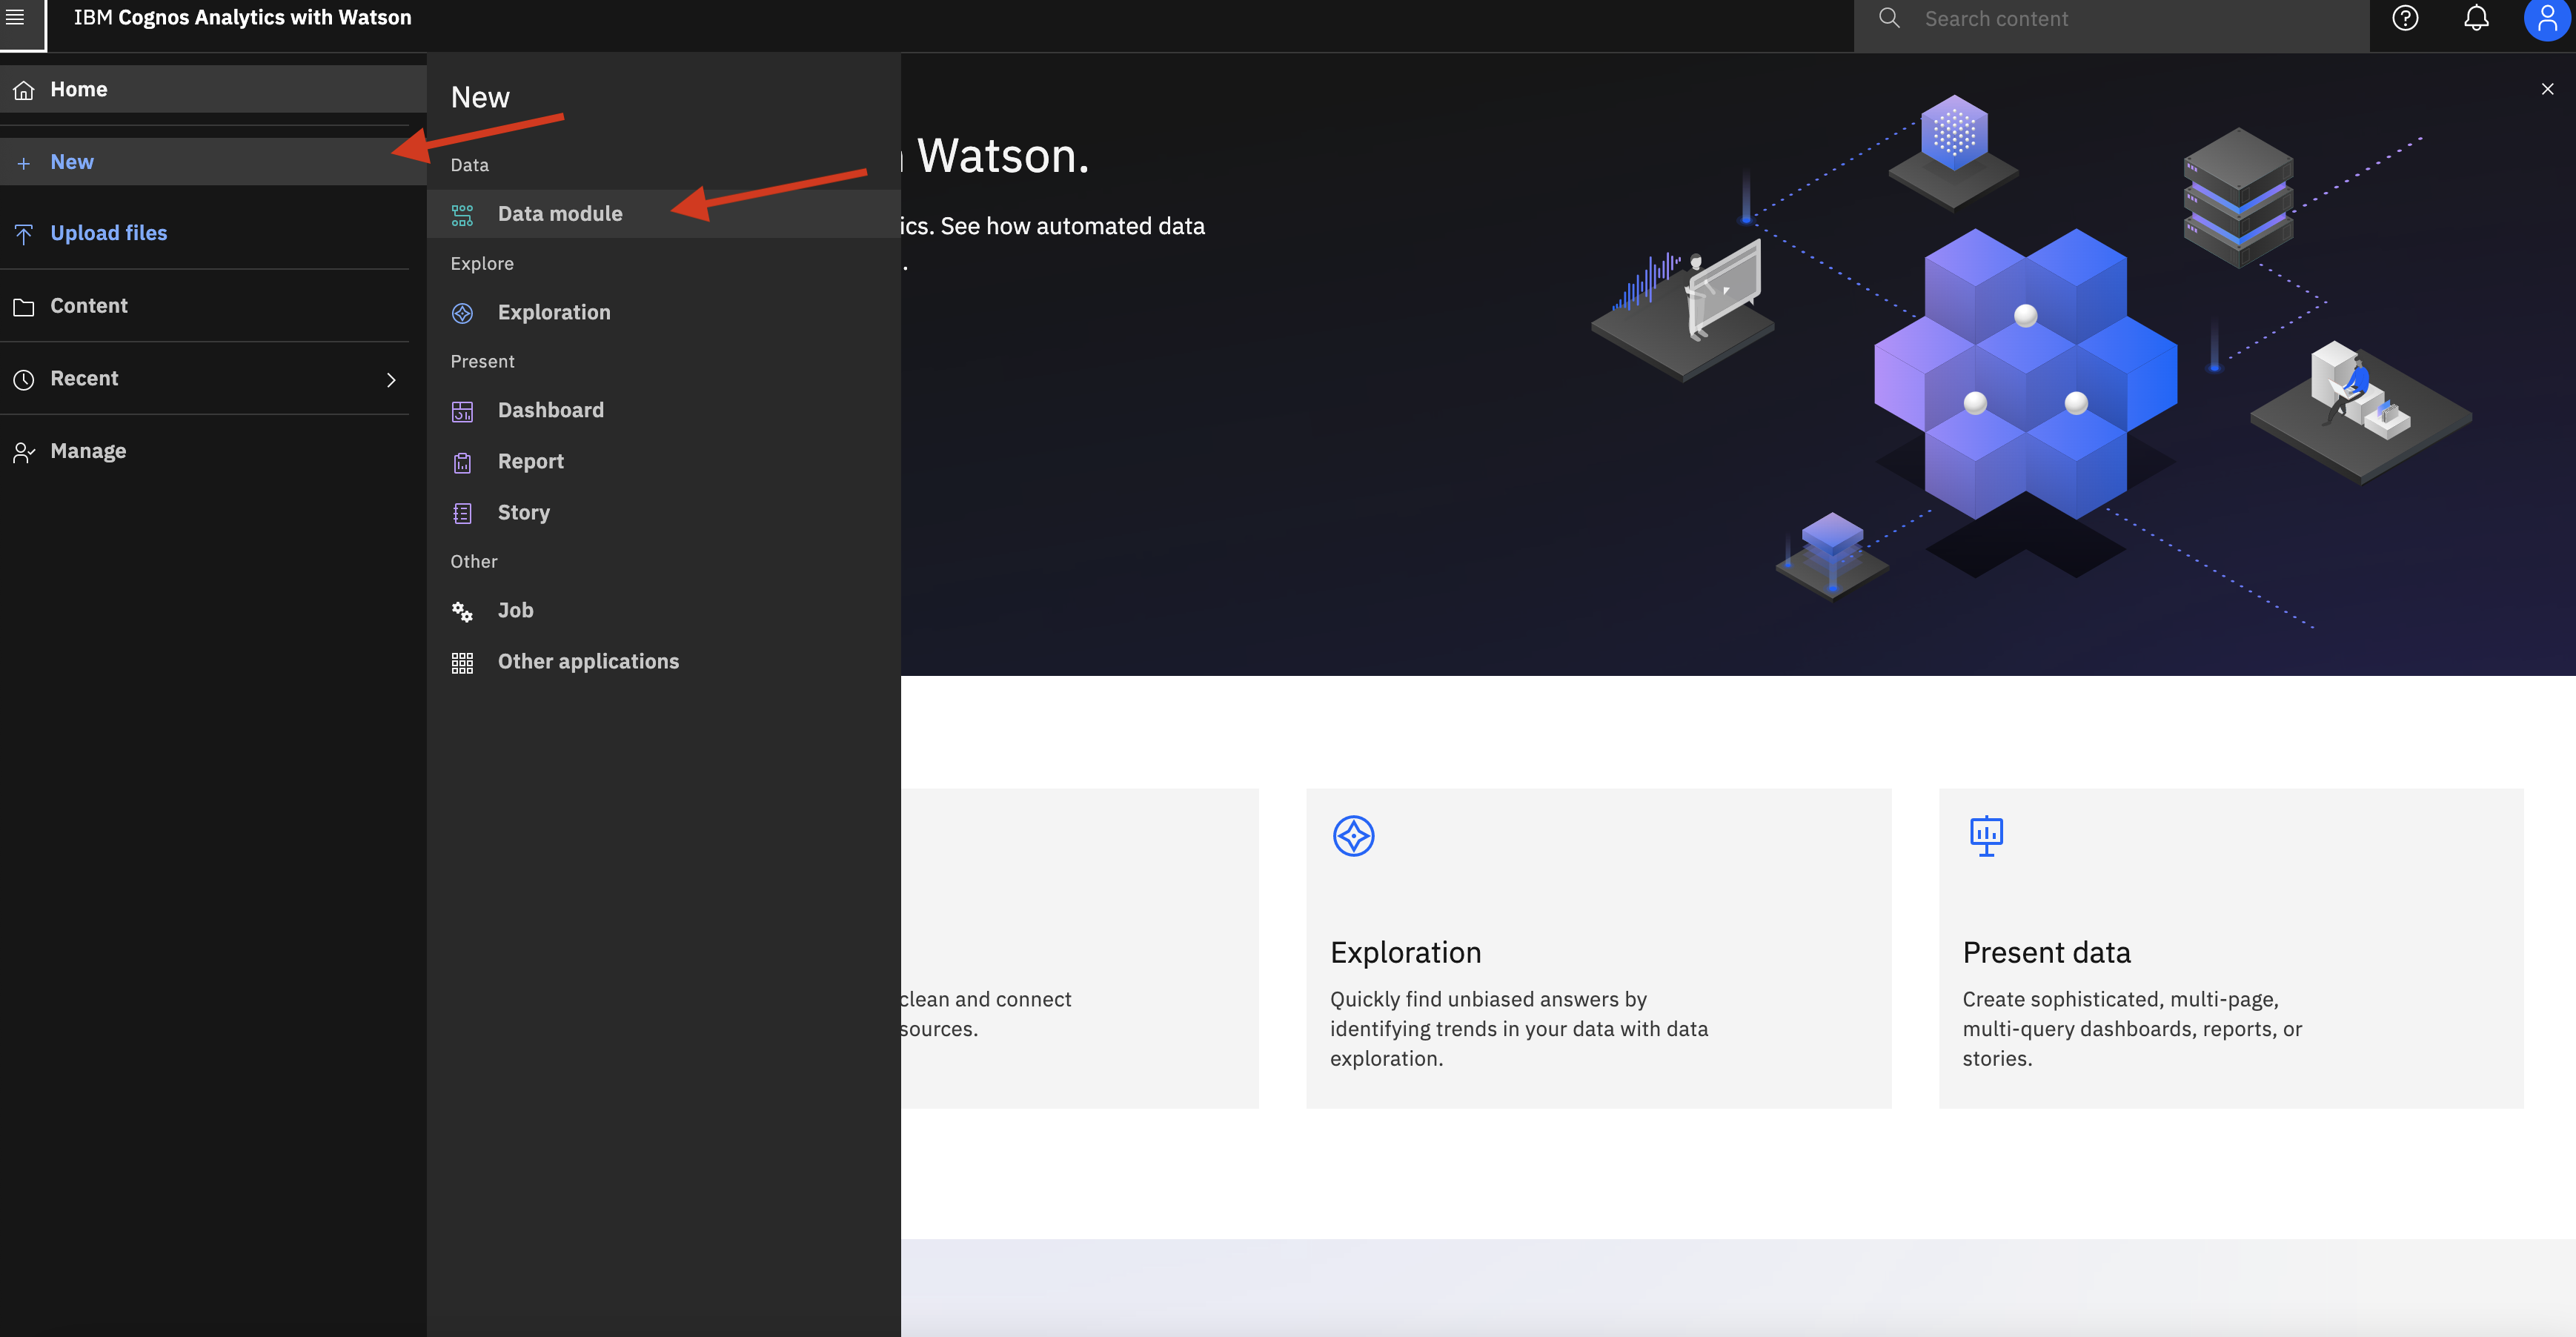 IBM Cognos Analytics with Watson
Search content
Home
New
Upload files
Content
Recent
Manage
New
Data
Data module
Explore
Exploration
Present
Dashboard
Report
Story
Other
Job
Other applications
Watson.
ics. See how automated data
.
clean and connect
sources.
Exploration
Quickly find unbiased answers by
identifying trends in your data with data
exploration.
Present data
Create sophisticated, multi-page,
multi-query dashboards, reports, or
stories.